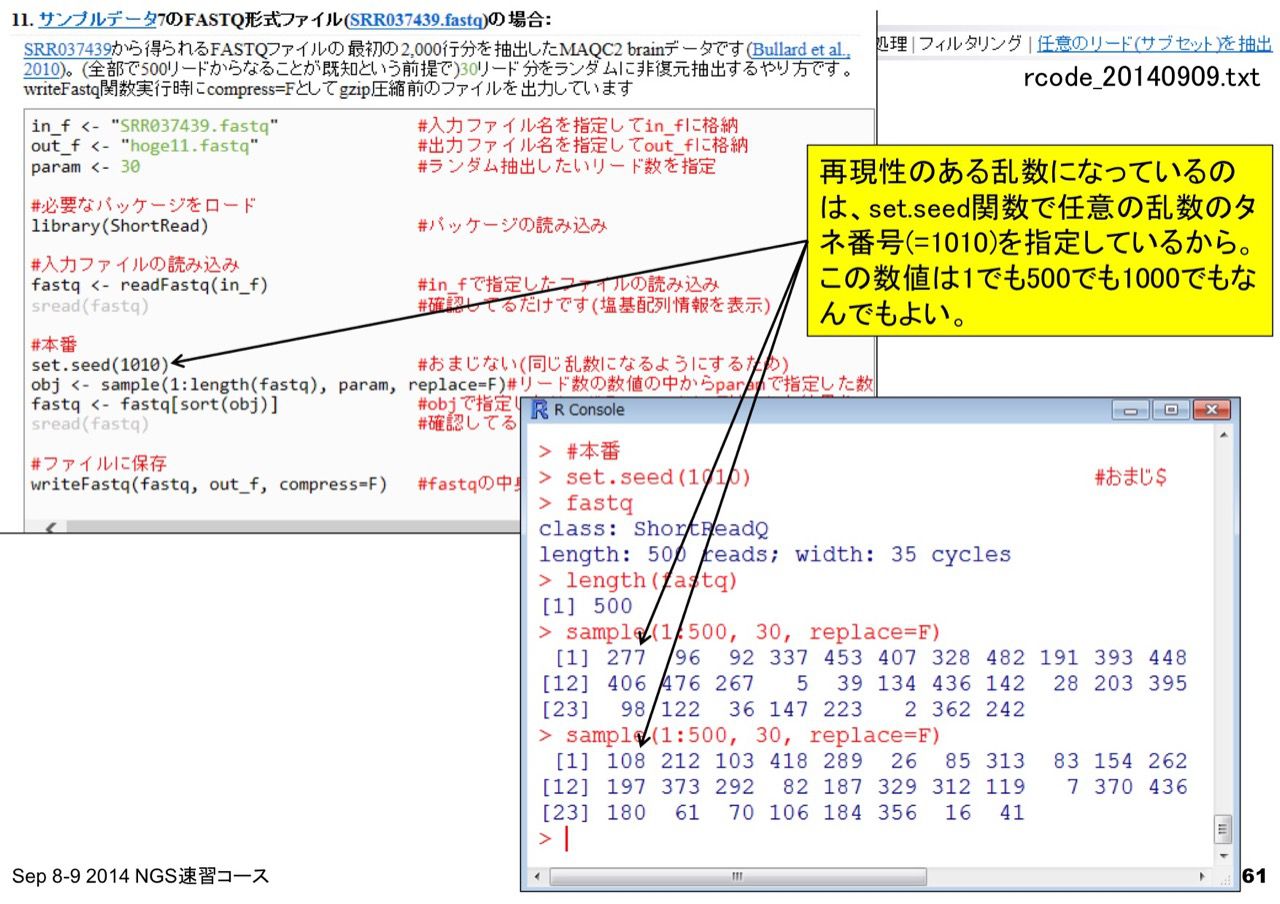 11. サンプルデータ7のFASTQ形式ファイル(SRR037439.fastq)の場合:
SRR037439から得られるFASTQファイルの最初の2,000行分を抽出したMAQC2 brainデータです(Bullard et al.,
2010)。(全部で500リードからなることが既知という前提で)30リード分をランダムに非復元抽出するやり方です。
writeFastq関数実行時にcompress=Fとしてgzip圧縮前のファイルを出力しています
処理 | フィルタリング | 任意のリード(サブセット)を抽出
rcode_20140909.txt
in_f <- "SRR037439.fastq" #入力ファイル名を指定してin_fに格納
out_f <- "hoge11.fastq" #出力ファイル名を指定してout_fに格納
param <- 30 #ランダム抽出したいリード数を指定
#必要なパッケージをロード
library(ShortRead) #パッケージの読み込み
#入力ファイルの読み込み
fastq <- readFastq(in_f) #in_fで指定したファイルの読み込み
sread(fastq) #確認してるだけです(塩基配列情報を表示)
#本番
set.seed(1010) #おまじない(同じ乱数になるようにするため)
obj <- sample(1:length(fastq), param, replace=F)#リード数の数値の中からparamで指定した数
fastq <- fastq[sort(obj)] #objで指定し
sread(fastq) #確認してる
#ファイルに保存
writeFastq(fastq, out_f, compress=F) #fastqの中身
再現性のある乱数になっているの
は、set.seed関数で任意の乱数のタ
ネ番号(=1010)を指定しているから。
この数値は1でも500でも1000でもな
んでもよい。
R Console
> #本番
> set.seed(1010) #おまじ$
> fastq
class: ShortReadQ
length: 500 reads; width: 35 cycles
> length(fastq)
[1] 500
> sample(1:500, 30, replace=F)
[1] 277 96 92 337 453 407 328 482 191 393 448
[12] 406 476 267 5 39 134 436 142 28 203 395
[23] 98 122 36 147 223 2 362 242
> sample(1:500, 30, replace=F)
[1] 108 212 103 418 289 26 85 313 83 154 262
[12] 197 373 292 82 187 329 312 119 7 370 436
[23] 180 61 70 106 184 356 16 41
>
Sep 8-9 2014 NGS速習コース
61